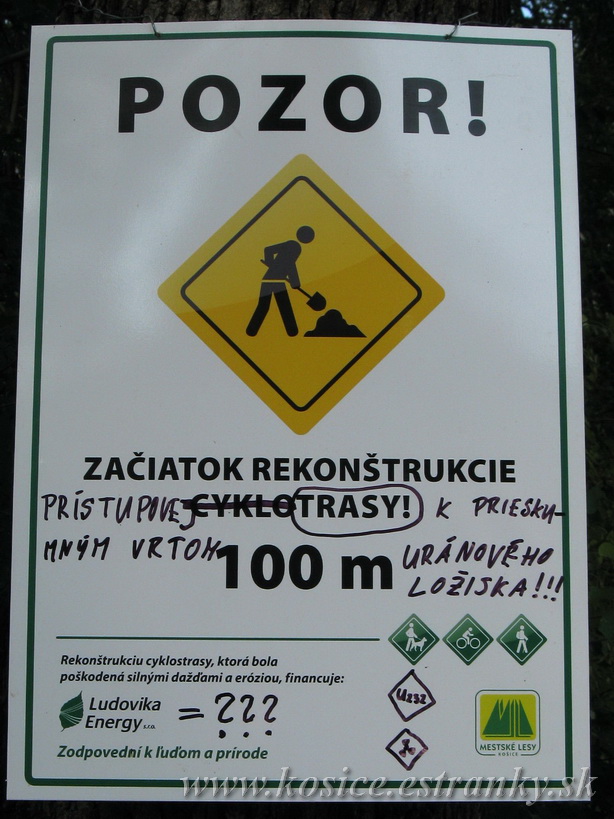 POZOR!
ZAČIATOK REKONŠTRUKCIE
PRÍSTUPOVEJ CYKLOTRASY! K PRIESKU-
MNÝM VRTOM 100 m URÁNOVÉHO
LOŽISKA!!!
Rekonštrukciu cyklostrasy, ktorá bola
poškodená silnými dažďami a eróziou, financuje:
Ludovika
Energy s.r.o. = ???
U232
MESTSKÉ LESY
KOŠICE
Zodpovední k ľuďom a prírode
www.kosice.estranky.sk